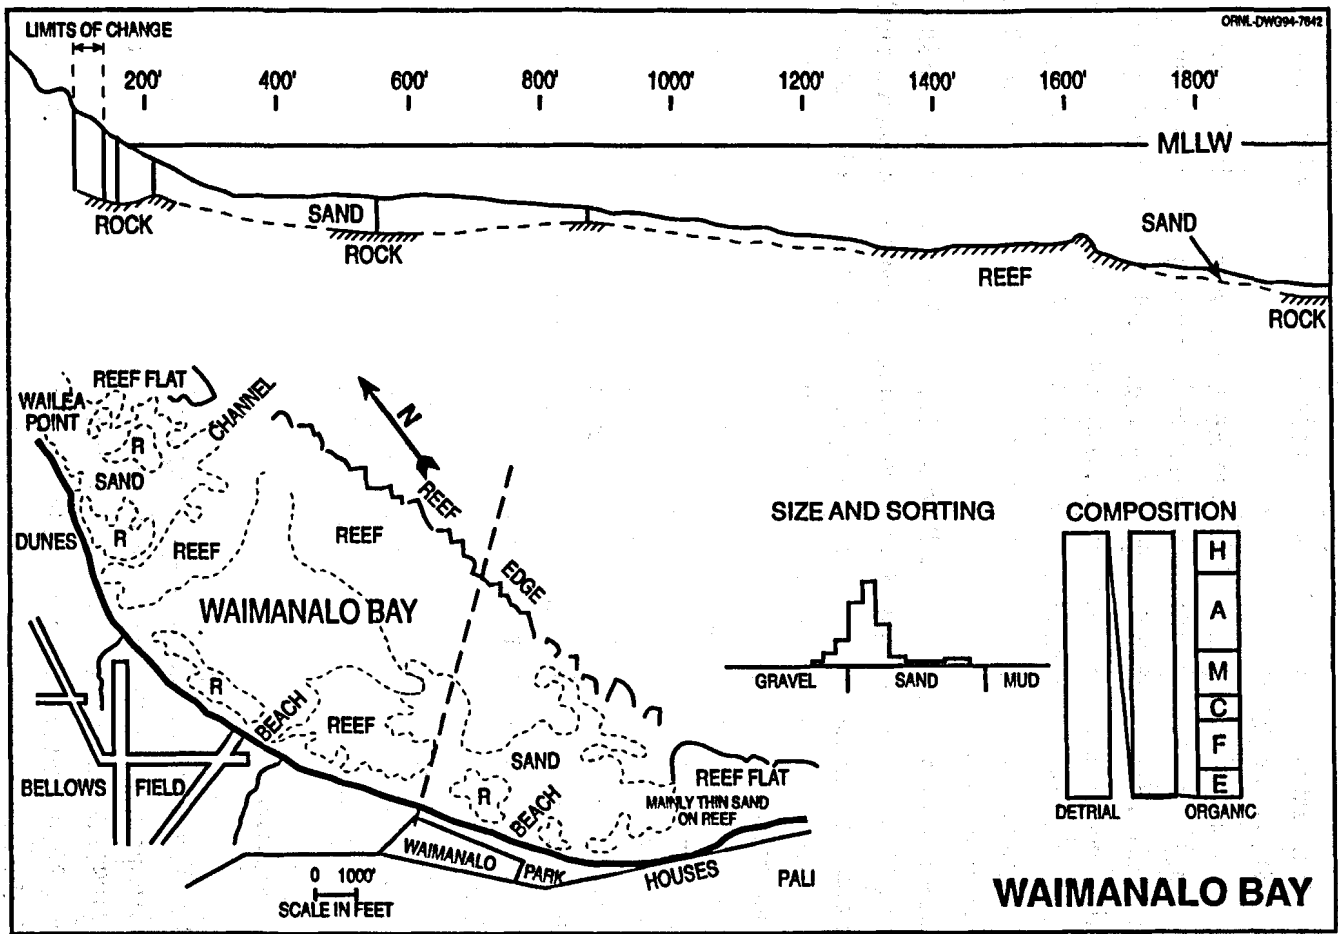 ORNL-DWG94-7642
LIMITS OF CHANGE
200' 400' 600' 800' 1000' 1200' 1400' 1600' 1800'
MLLW
ROCK
SAND
ROCK
REEF
SAND
ROCK
REEF FLAT
WAILEA
POINT
CHANNEL
N
R
SAND
REEF
EDGE
DUNES
R
REEF
REEF
WAIMANALO BAY
R
BEACH
REEF
SAND
R
BEACH
REEF FLAT
MAINLY THIN SAND
ON REEF
BELLOWS FIELD
WAIMANALO PARK
HOUSES
PALI
0 1000'
SCALE IN FEET
SIZE AND SORTING
GRAVEL SAND MUD
COMPOSITION
H
A
M
C
F
E
DETRIAL ORGANIC
WAIMANALO BAY